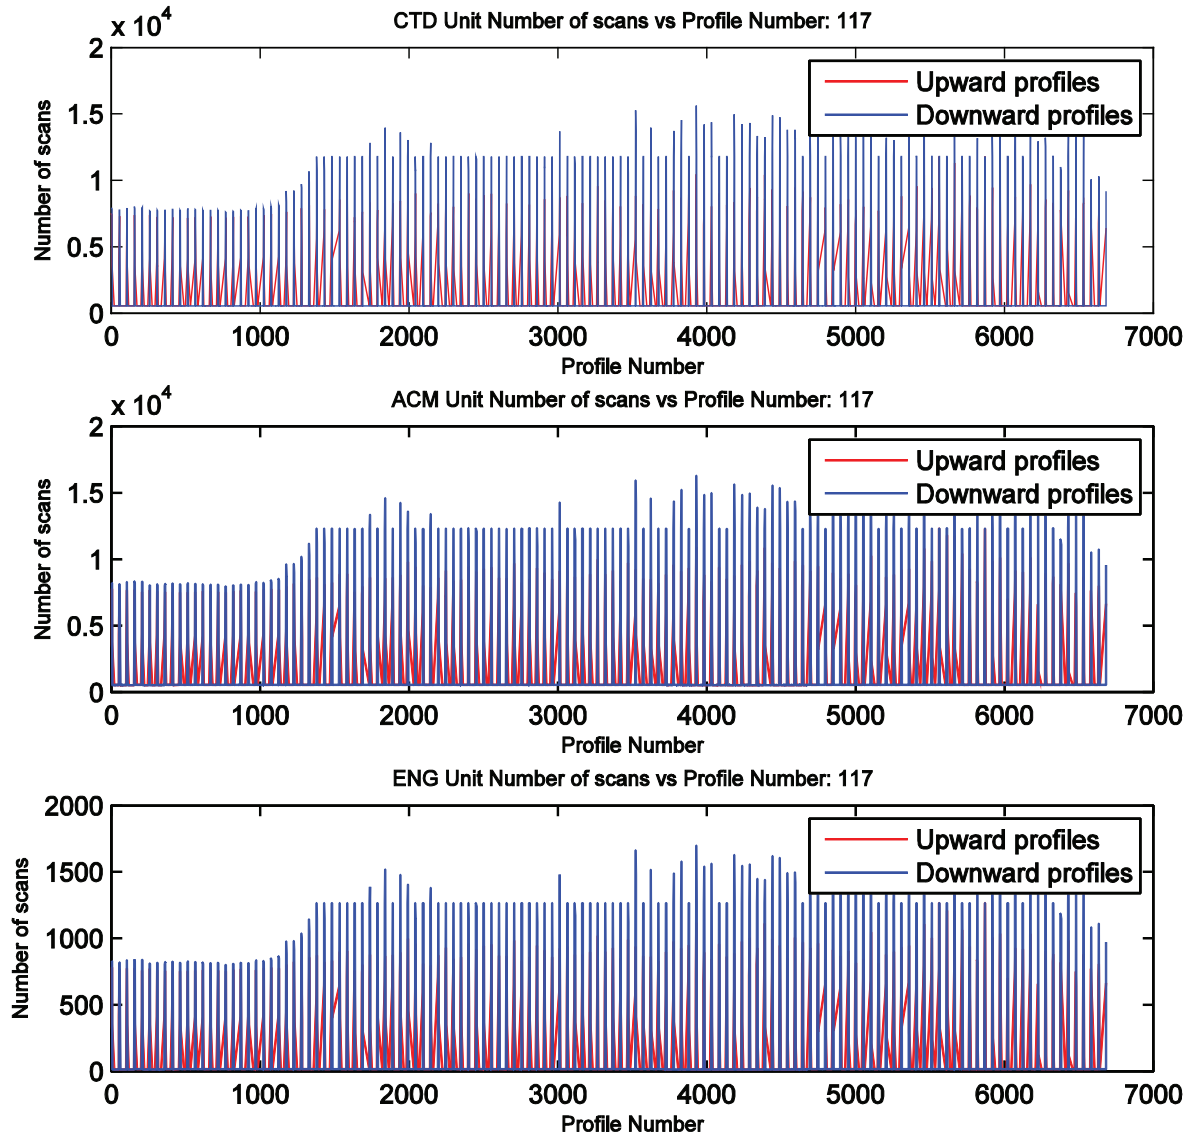 CTD Unit Number of scans vs Profile Number: 117
x 10^4
2
1.5
1
0.5
0
Number of scans
Upward profiles
Downward profiles
0 1000 2000 3000 4000 5000 6000 7000
Profile Number
ACM Unit Number of scans vs Profile Number: 117
x 10^4
2
1.5
1
0.5
0
Number of scans
Upward profiles
Downward profiles
0 1000 2000 3000 4000 5000 6000 7000
Profile Number
ENG Unit Number of scans vs Profile Number: 117
2000
1500
1000
500
0
Number of scans
Upward profiles
Downward profiles
0 1000 2000 3000 4000 5000 6000 7000
Profile Number